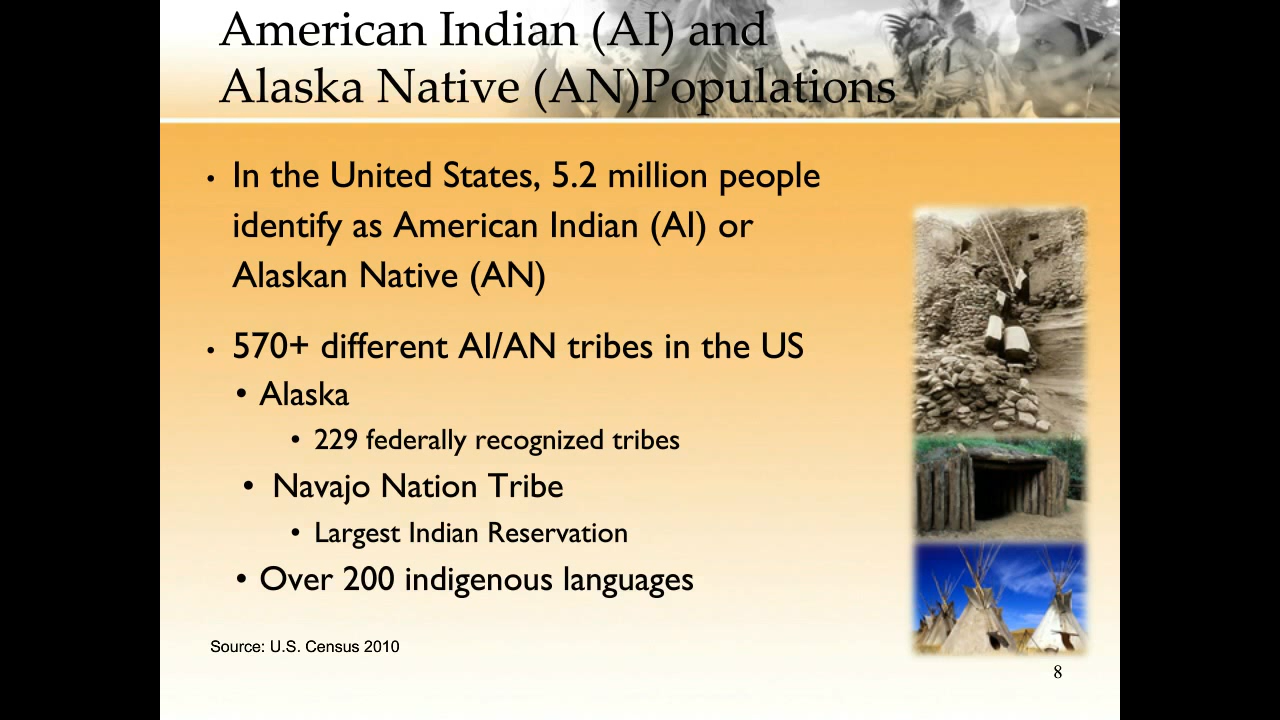 American Indian (AI) and
Alaska Native (AN)Populations
• In the United States, 5.2 million people
identify as American Indian (AI) or
Alaskan Native (AN)
• 570+ different AI/AN tribes in the US
• Alaska
• 229 federally recognized tribes
• Navajo Nation Tribe
• Largest Indian Reservation
• Over 200 indigenous languages
Source: U.S. Census 2010
8